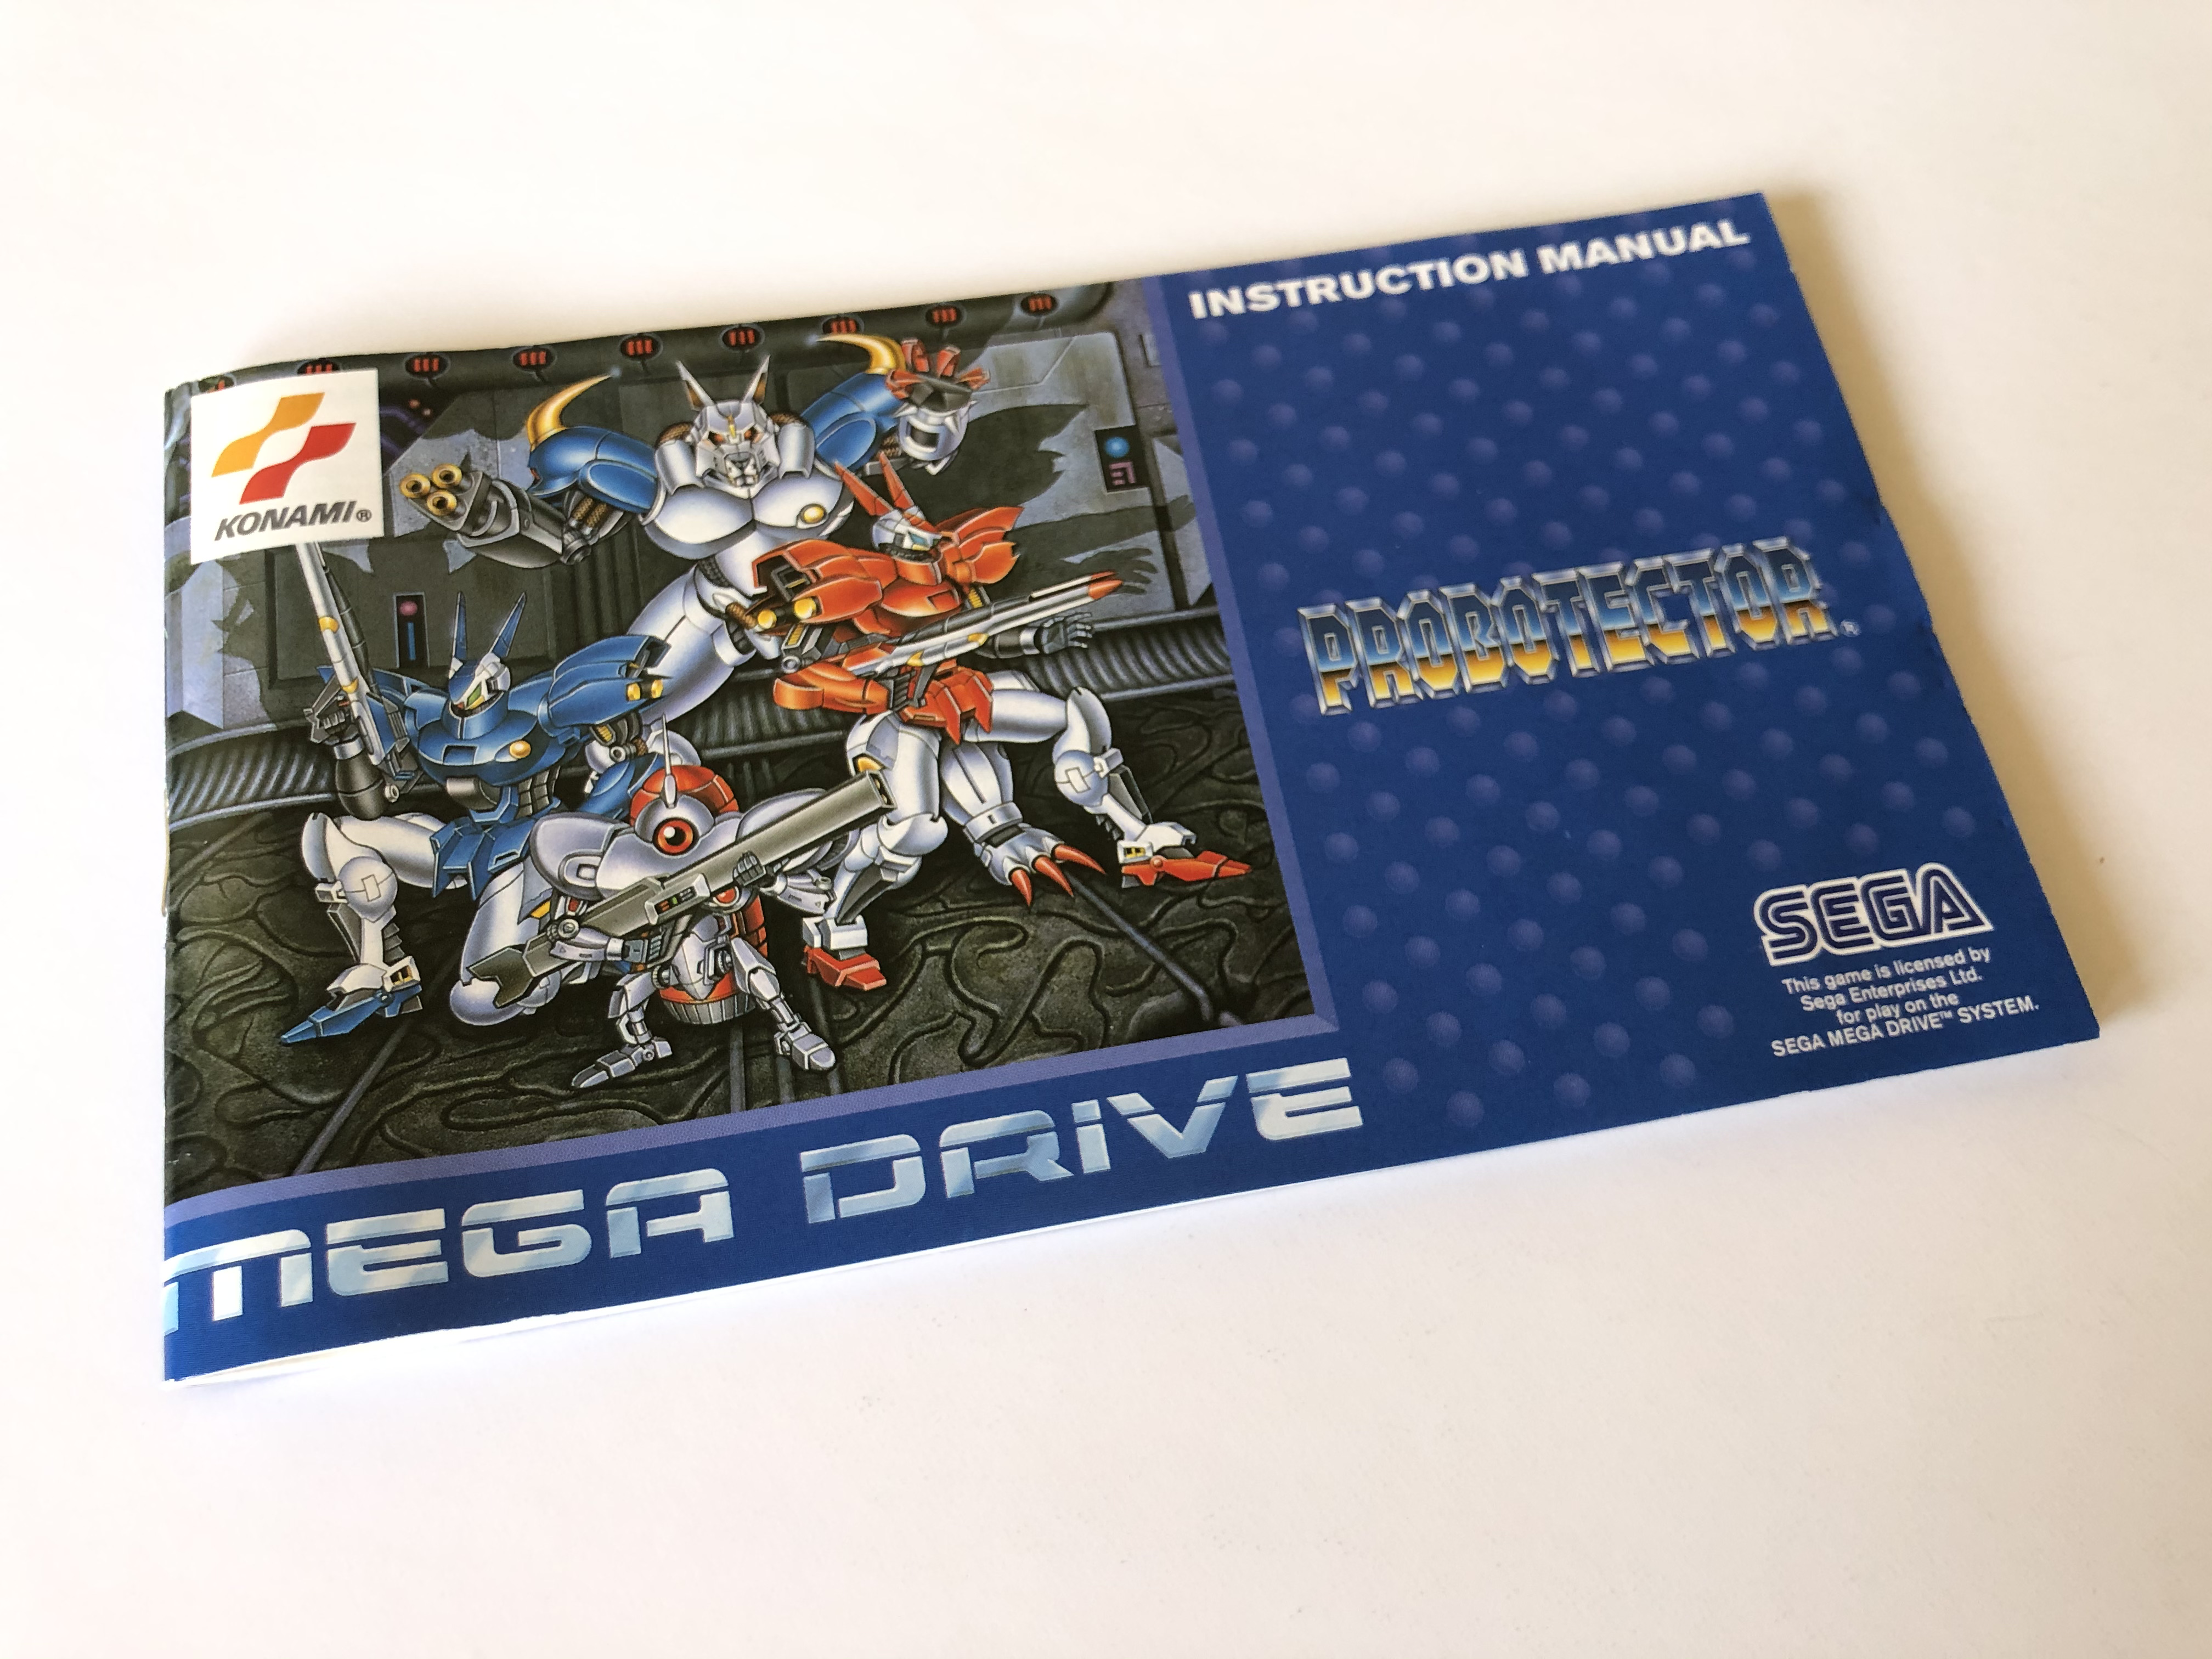 INSTRUCTION MANUAL
KONAMI®
PROBOTECTOR®
SEGA
This game is licensed by
Sega Enterprises Ltd.
for play on the
SEGA MEGA DRIVE™ SYSTEM.
MEGA DRIVE